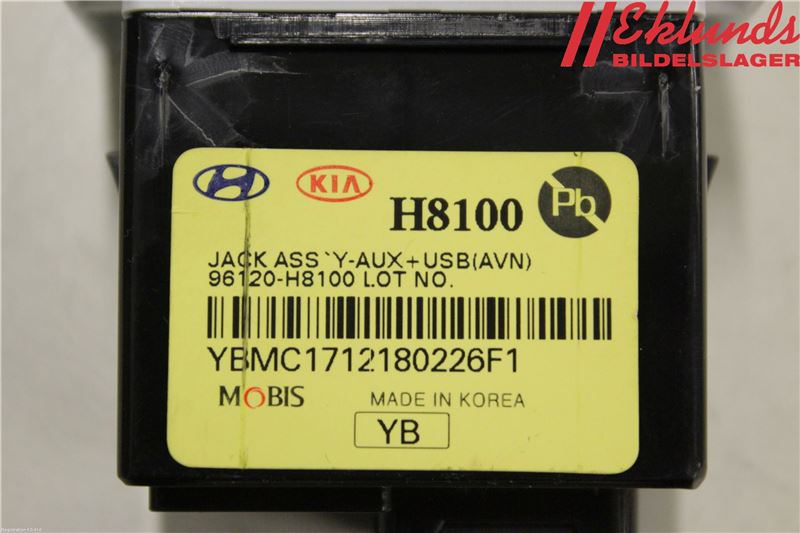 Eklunds
BILDELSLAGER
KIA
H8100
Pb
JACK ASS`Y-AUX+USB(AVN)
96120-H8100 LOT NO.
YBMC1712180226F1
MOBIS
MADE IN KOREA
YB